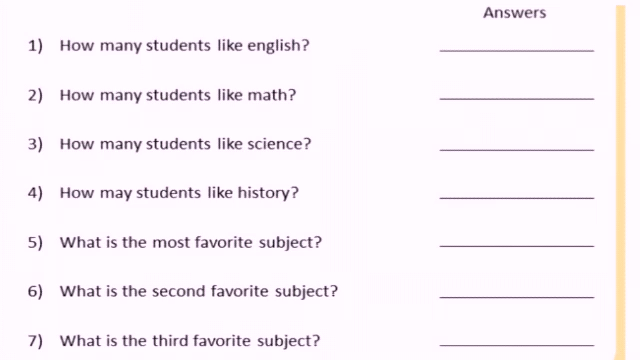 Answers
1) How many students like english?
2) How many students like math?
3) How many students like science?
4) How may students like history?
5) What is the most favorite subject?
6) What is the second favorite subject?
7) What is the third favorite subject?